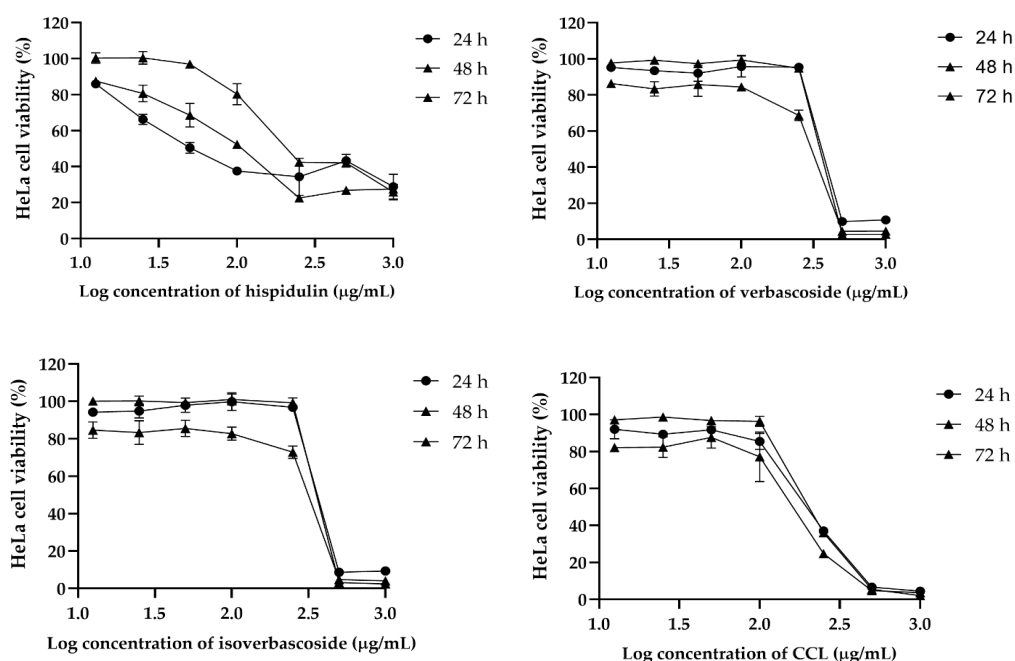 120
100
80
60
40
20
0
HeLa cell viability (%)
1.0 1.5 2.0 2.5 3.0
Log concentration of hispidulin (µg/mL)
24 h
48 h
72 h
120
100
80
60
40
20
0
HeLa cell viability (%)
1.0 1.5 2.0 2.5 3.0
Log concentration of verbascoside (µg/mL)
24 h
48 h
72 h
120
100
80
60
40
20
0
HeLa cell viability (%)
1.0 1.5 2.0 2.5 3.0
Log concentration of isoverbascoside (µg/mL)
24 h
48 h
72 h
120
100
80
60
40
20
0
HeLa cell viability (%)
1.0 1.5 2.0 2.5 3.0
Log concentration of CCL (µg/mL)
24 h
48 h
72 h